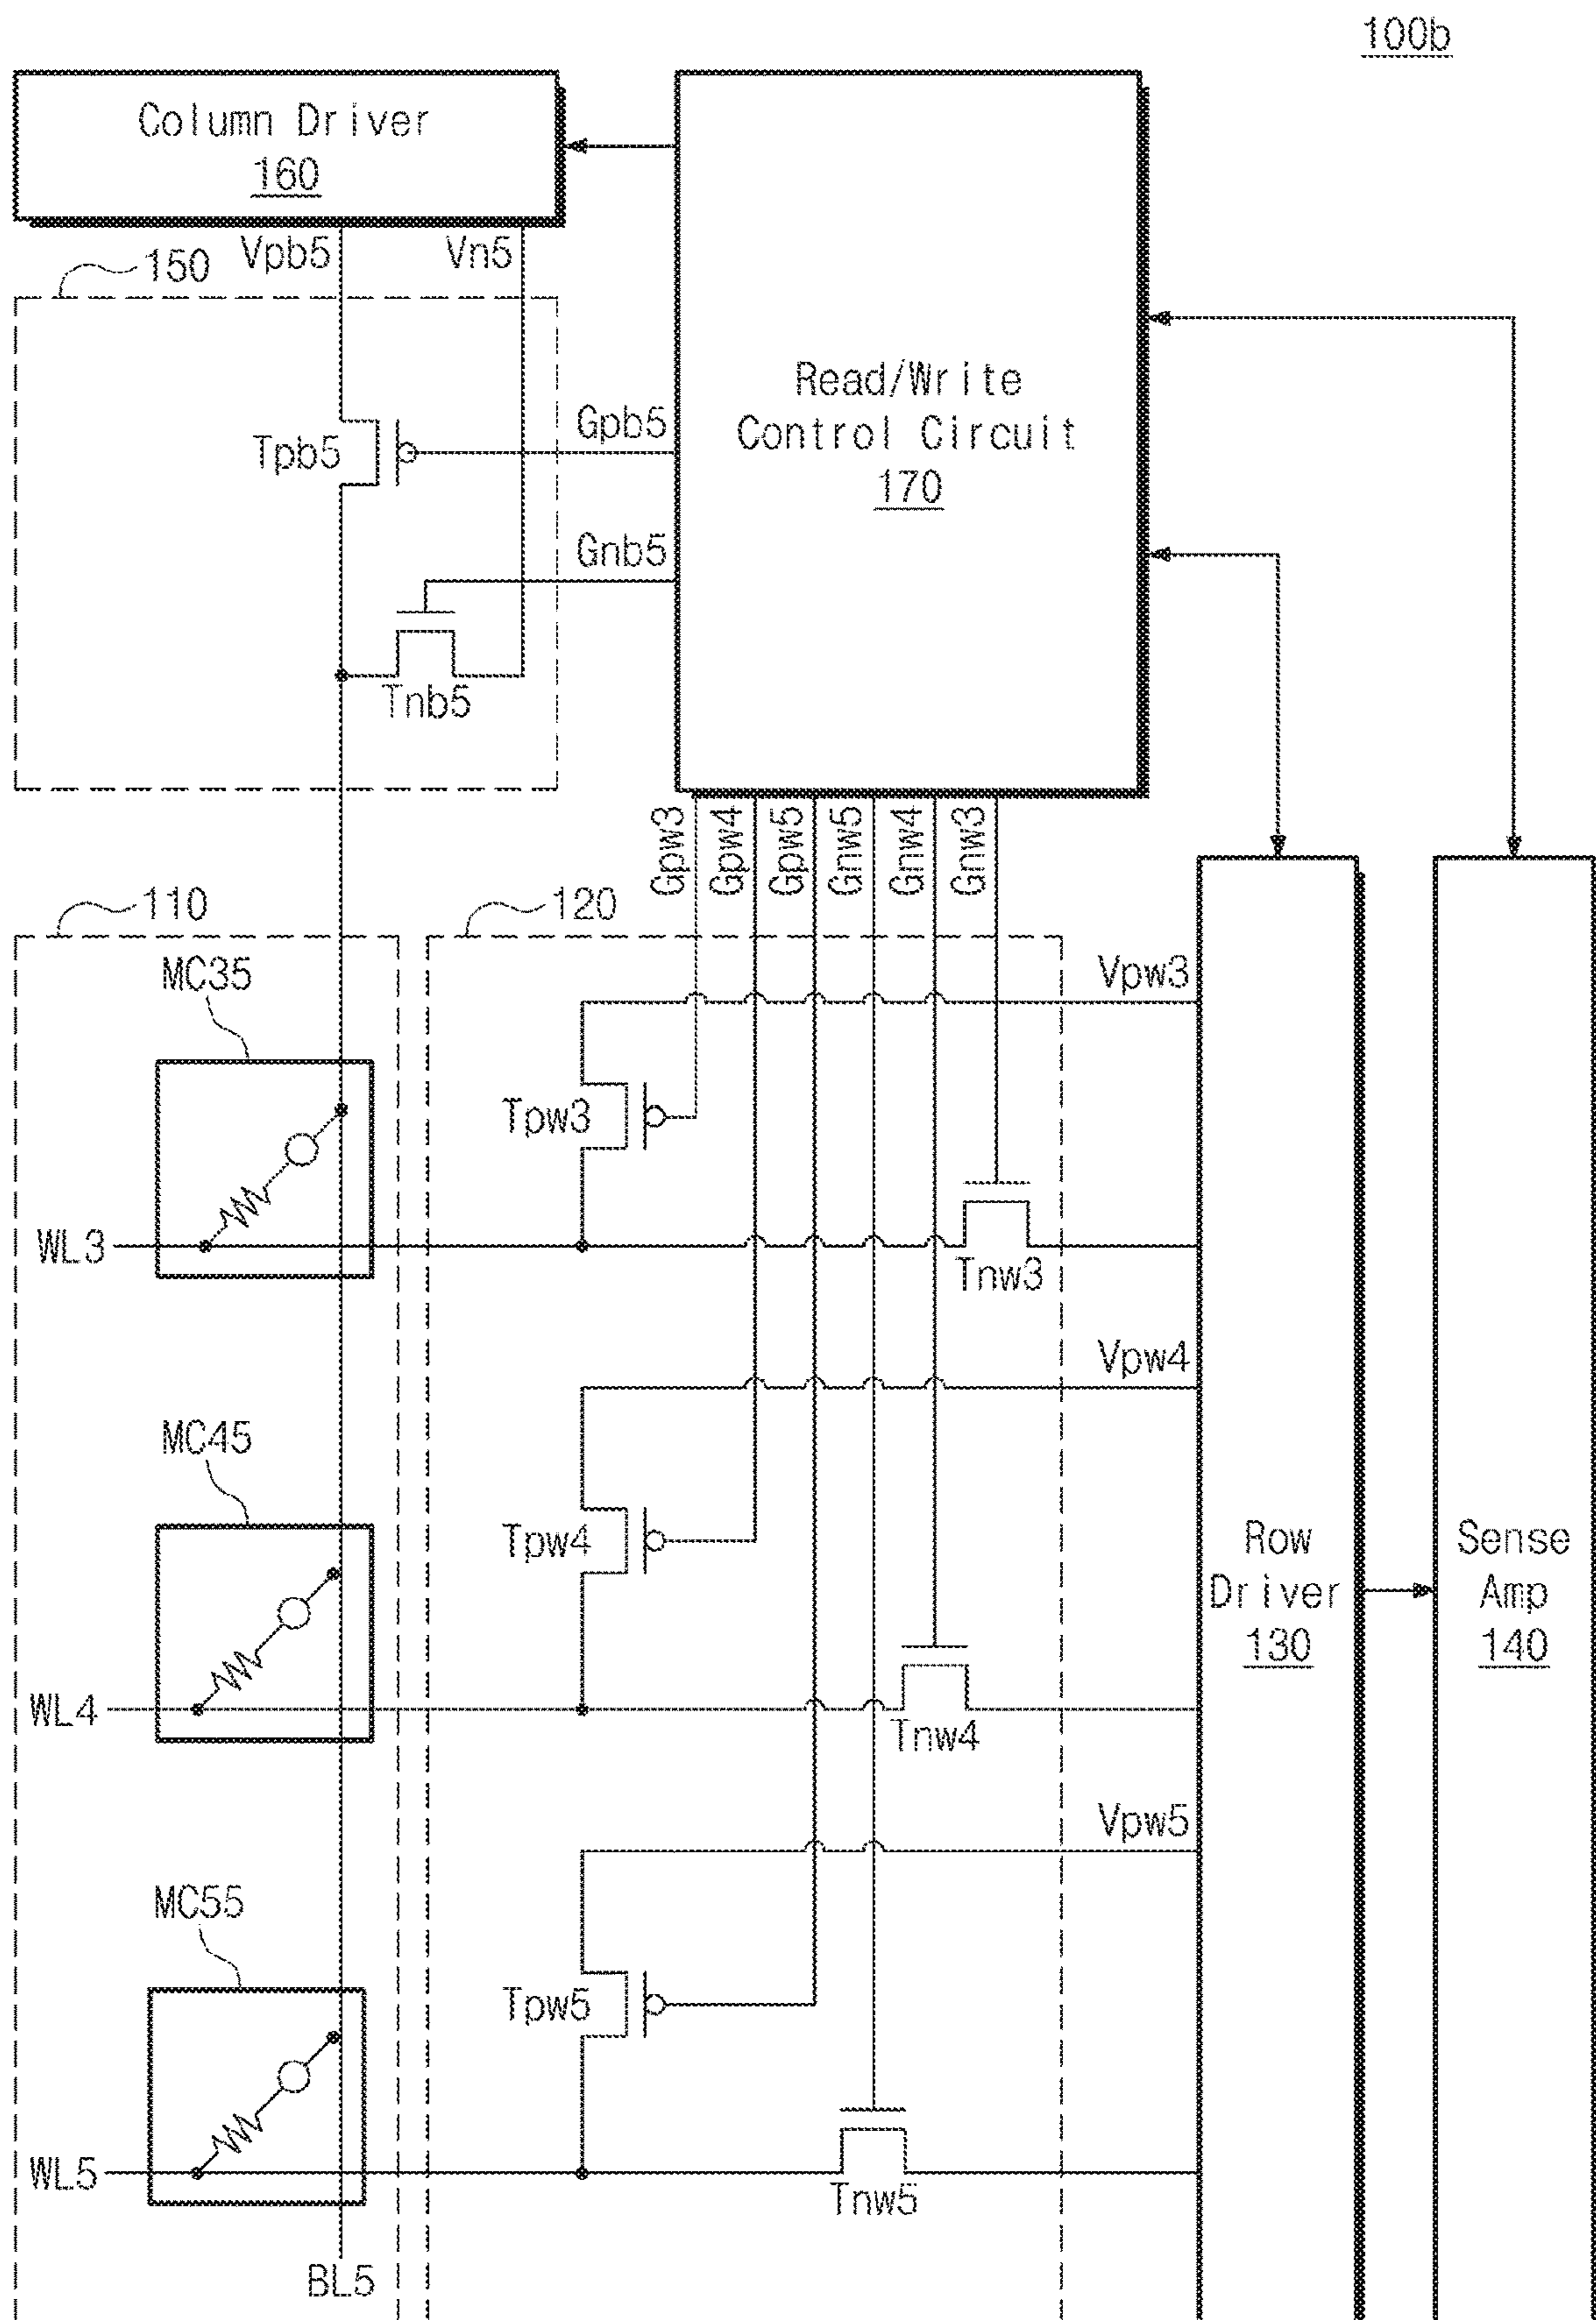 100b
Column Driver
160
Vpb5
Vn5
150
Read/Write
Control Circuit
170
Gpb5
Tpb5
Gnb5
Tnb5
Gpw3
Gpw4
Gpw5
Gnw5
Gnw4
Gnw3
110
120
MC35
Vpw3
Tpw3
WL3
Tnw3
Vpw4
MC45
Tpw4
Row
Driver
130
Sense
Amp
140
WL4
Tnw4
Vpw5
MC55
Tpw5
WL5
Tnw5
BL5